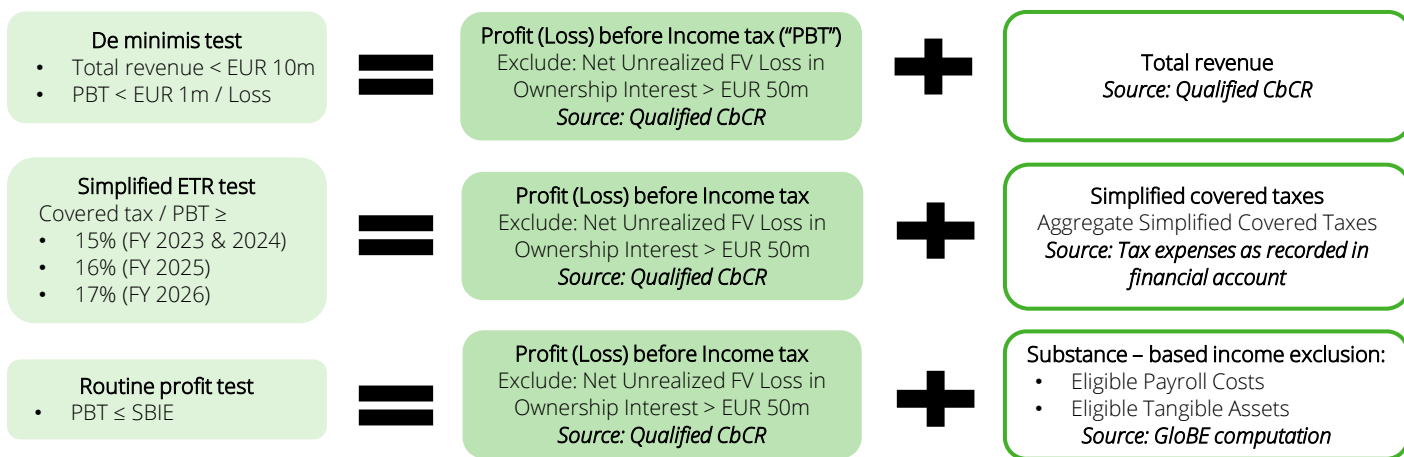 De minimis test
• Total revenue < EUR 10m
• PBT < EUR 1m / Loss
Profit (Loss) before Income tax (“PBT”)
Exclude: Net Unrealized FV Loss in
Ownership Interest > EUR 50m
Source: Qualified CbCR
Total revenue
Source: Qualified CbCR
Simplified ETR test
Covered tax / PBT ≥
• 15% (FY 2023 & 2024)
• 16% (FY 2025)
• 17% (FY 2026)
Profit (Loss) before Income tax
Exclude: Net Unrealized FV Loss in
Ownership Interest > EUR 50m
Source: Qualified CbCR
Simplified covered taxes
Aggregate Simplified Covered Taxes
Source: Tax expenses as recorded in
financial account
Routine profit test
• PBT ≤ SBIE
Profit (Loss) before Income tax
Exclude: Net Unrealized FV Loss in
Ownership Interest > EUR 50m
Source: Qualified CbCR
Substance – based income exclusion:
• Eligible Payroll Costs
• Eligible Tangible Assets
Source: GloBE computation